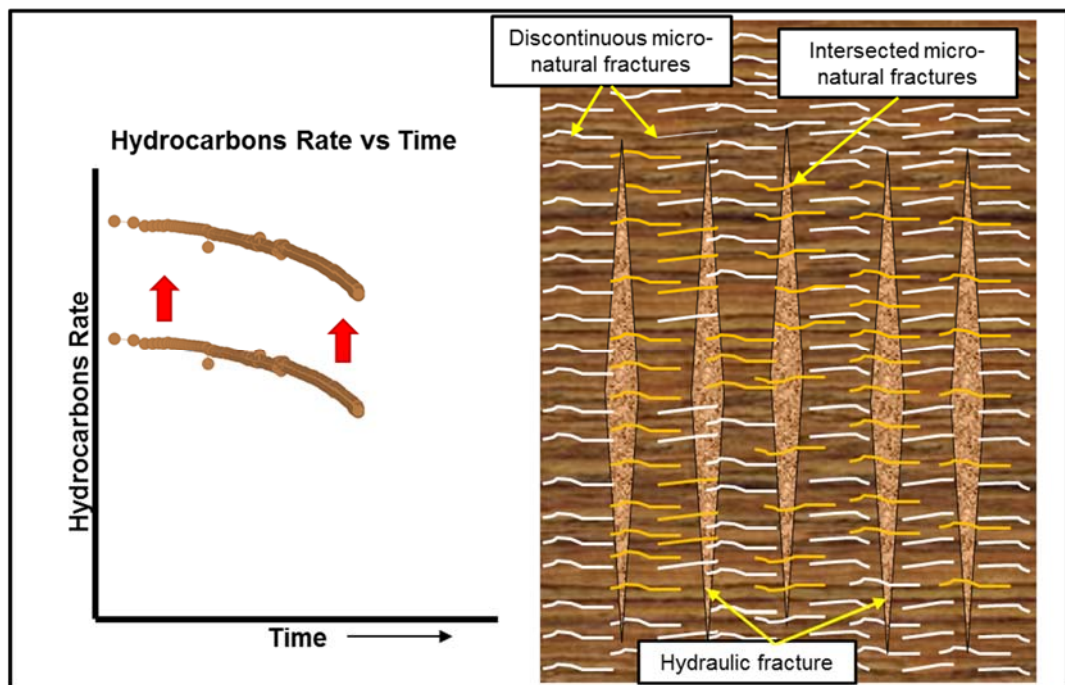 Hydrocarbons Rate vs Time
Hydrocarbons Rate
Time
Discontinuous micro-
natural fractures
Intersected micro-
natural fractures
Hydraulic fracture